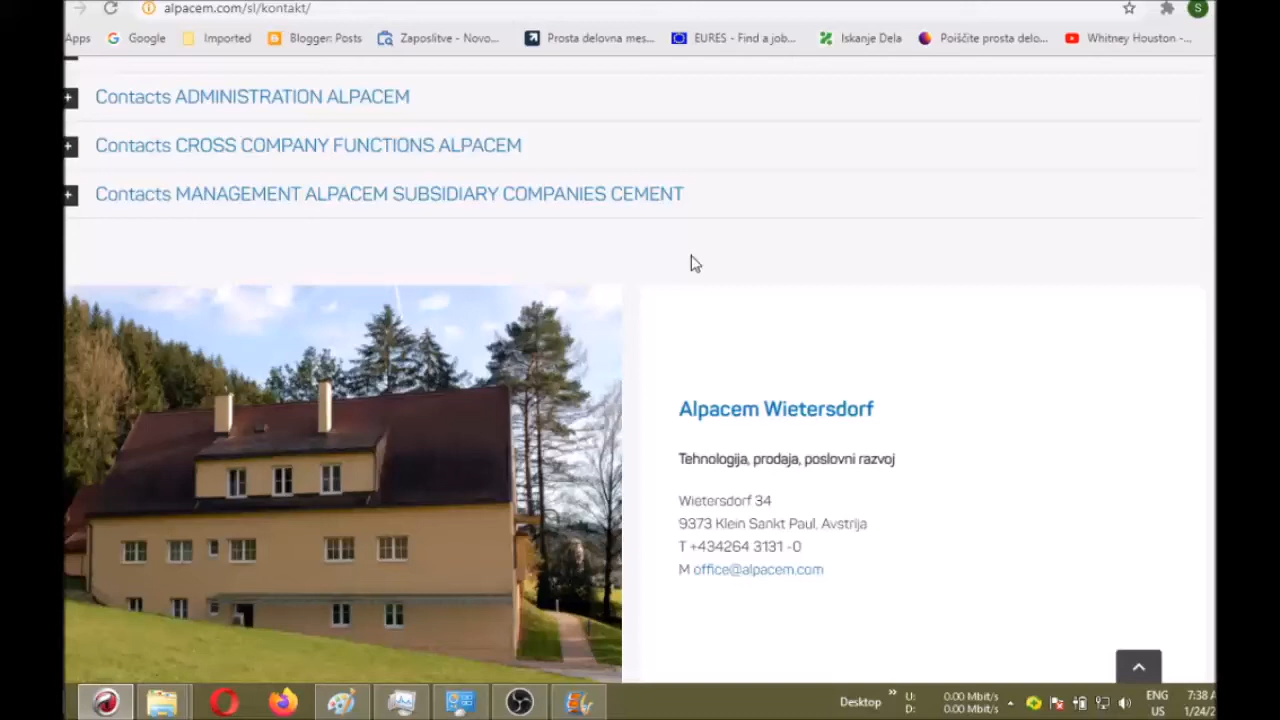 alpacem.com/sl/kontakt/
S
Apps Google Imported Blogger: Posts Zaposlitve - Novo... Prosta delovna mes... EURES - Find a job... Iskanje Dela Poiščite prosta delo... Whitney Houston -...
Contacts ADMINISTRATION ALPACEM
Contacts CROSS COMPANY FUNCTIONS ALPACEM
Contacts MANAGEMENT ALPACEM SUBSIDIARY COMPANIES CEMENT
Alpacem Wietersdorf
Tehnologija, prodaja, poslovni razvoj
Wietersdorf 34
9373 Klein Sankt Paul, Avstrija
T +434264 3131 -0
M office@alpacem.com
Desktop
U: 0.00 Mbit/s
D: 0.00 Mbit/s
ENG
US
7:38 A
1/24/2